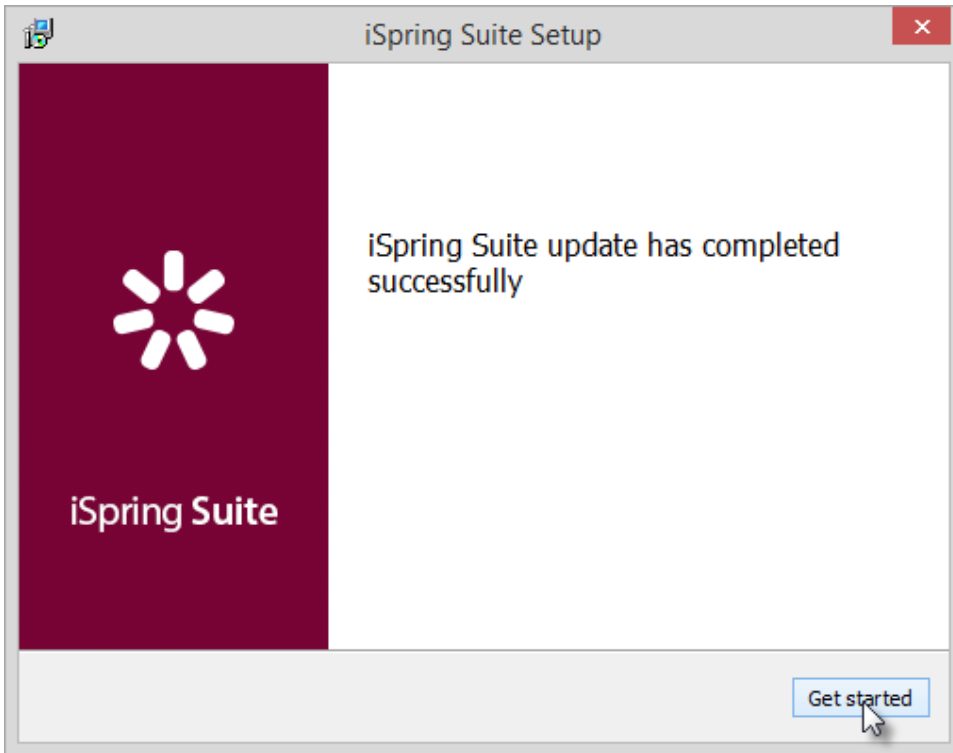 iSpring Suite Setup
iSpring Suite update has completed
successfully
iSpring Suite
Get started